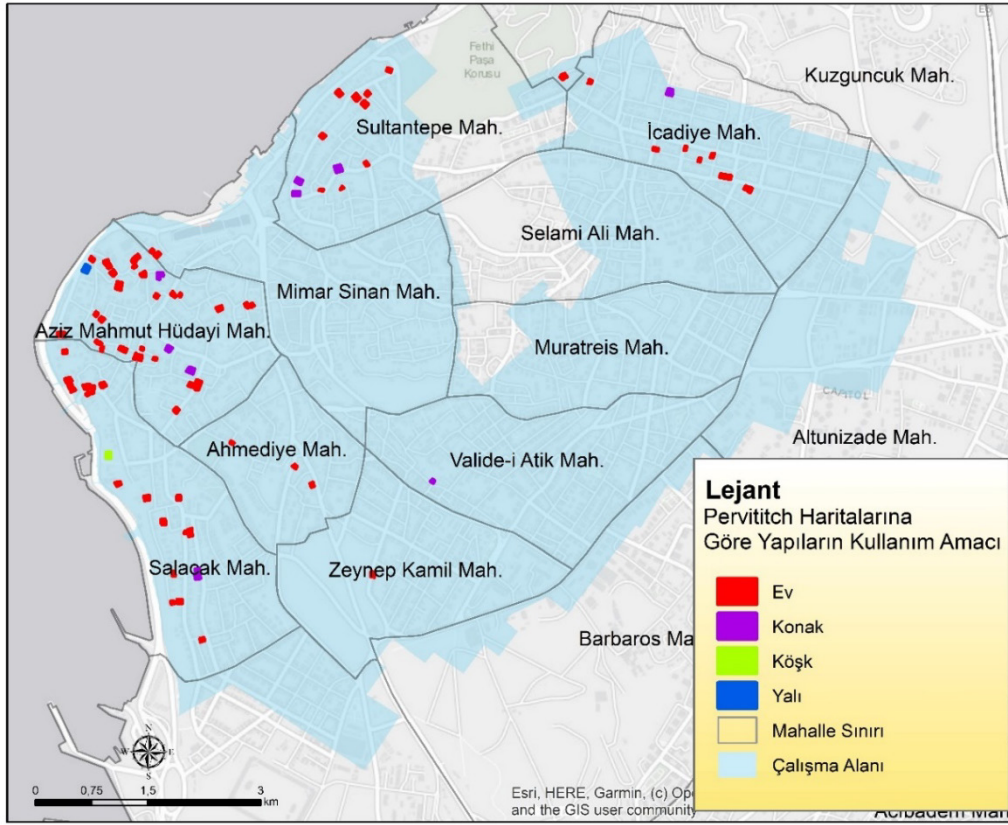 Fethi
Paşa
Korusu
Kuzguncuk Mah.
Sultantepe Mah.
İcadiye Mah.
Selami Ali Mah.
Mimar Sinan Mah.
Aziz Mahmut Hüdayi Mah.
Muratreis Mah.
CAPITOL
Altunizade Mah.
Ahmediye Mah.
Valide-i Atik Mah.
Salacak Mah.
Zeynep Kamil Mah.
Barbaros Ma
Lejant
Pervititch Haritalarına
Göre Yapıların Kullanım Amacı
Ev
Konak
Köşk
Yalı
Mahalle Sınırı
Çalışma Alanı
N
W E
S
0 0,75 1,5 3
km
Esri, HERE, Garmin, (c) Op
and the GIS user community
Acıbadem Mah